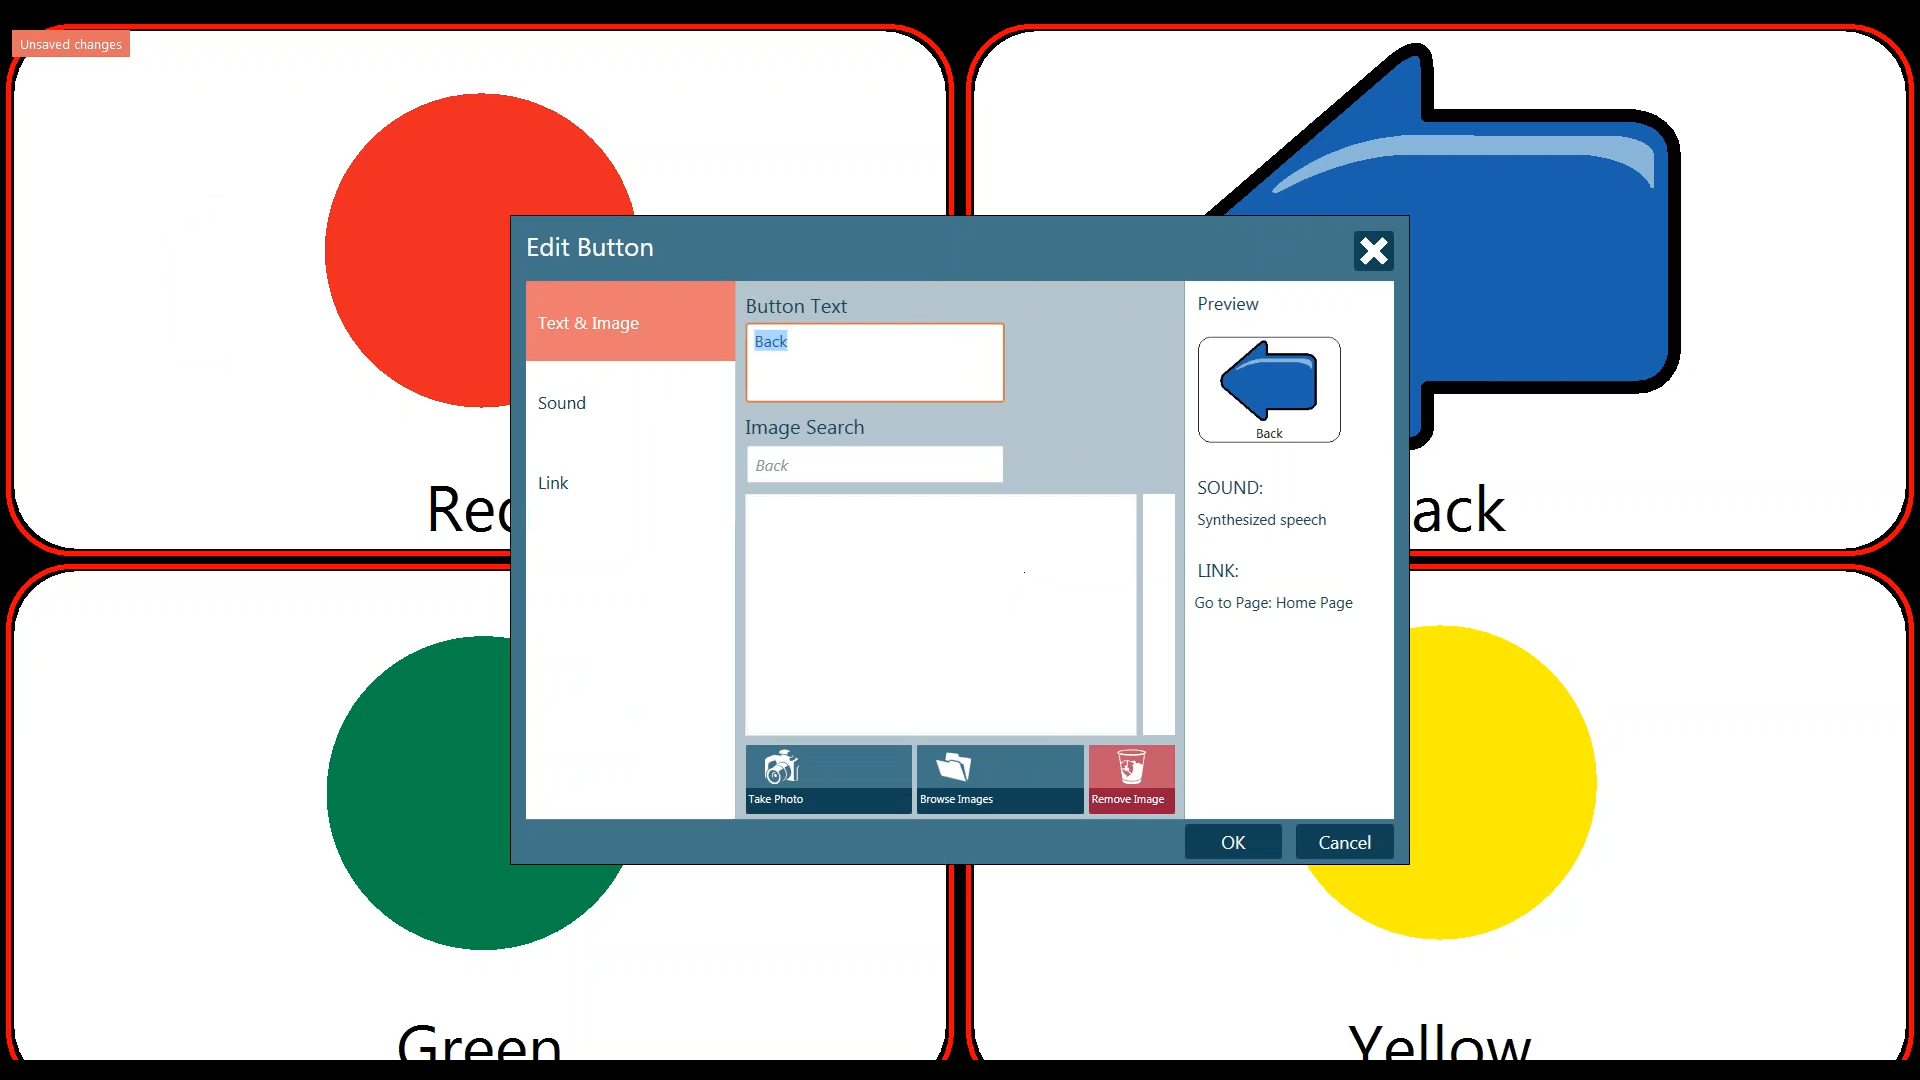 Unsaved changes
Edit Button
Text & Image
Sound
Link
Button Text
Back
Image Search
Back
Take Photo
Browse Images
Remove Image
Preview
Back
SOUND:
Synthesized speech
LINK:
Go to Page: Home Page
OK
Cancel
Red
ack
Green
Yellow